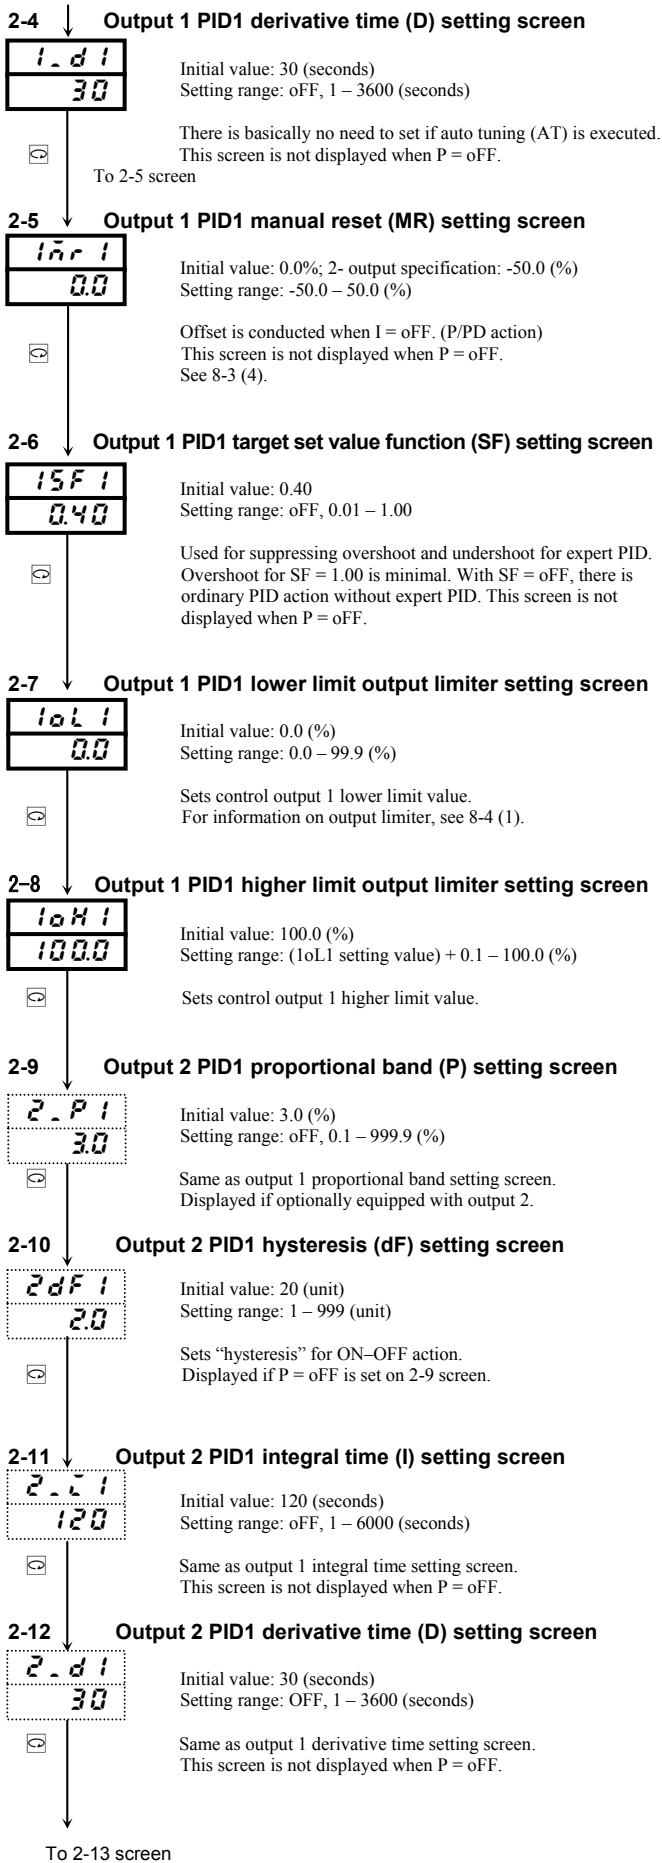 2-4 Output 1 PID1 derivative time (D) setting screen
1_d1
30
Initial value: 30 (seconds)
Setting range: oFF, 1 – 3600 (seconds)
There is basically no need to set if auto tuning (AT) is executed.
This screen is not displayed when P = oFF.
To 2-5 screen
2-5 Output 1 PID1 manual reset (MR) setting screen
1m̄r1
0.0
Initial value: 0.0%; 2- output specification: -50.0 (%)
Setting range: -50.0 – 50.0 (%)
Offset is conducted when I = oFF. (P/PD action)
This screen is not displayed when P = oFF.
See 8-3 (4).
2-6 Output 1 PID1 target set value function (SF) setting screen
1SF1
0.40
Initial value: 0.40
Setting range: oFF, 0.01 – 1.00
Used for suppressing overshoot and undershoot for expert PID.
Overshoot for SF = 1.00 is minimal. With SF = oFF, there is
ordinary PID action without expert PID. This screen is not
displayed when P = oFF.
2-7 Output 1 PID1 lower limit output limiter setting screen
1oL1
0.0
Initial value: 0.0 (%)
Setting range: 0.0 – 99.9 (%)
Sets control output 1 lower limit value.
For information on output limiter, see 8-4 (1).
2-8 Output 1 PID1 higher limit output limiter setting screen
1oH1
100.0
Initial value: 100.0 (%)
Setting range: (1oL1 setting value) + 0.1 – 100.0 (%)
Sets control output 1 higher limit value.
2-9 Output 2 PID1 proportional band (P) setting screen
2_P1
3.0
Initial value: 3.0 (%)
Setting range: oFF, 0.1 – 999.9 (%)
Same as output 1 proportional band setting screen.
Displayed if optionally equipped with output 2.
2-10 Output 2 PID1 hysteresis (dF) setting screen
2dF1
2.0
Initial value: 20 (unit)
Setting range: 1 – 999 (unit)
Sets “hysteresis” for ON–OFF action.
Displayed if P = oFF is set on 2-9 screen.
2-11 Output 2 PID1 integral time (I) setting screen
2_i1
120
Initial value: 120 (seconds)
Setting range: oFF, 1 – 6000 (seconds)
Same as output 1 integral time setting screen.
This screen is not displayed when P = oFF.
2-12 Output 2 PID1 derivative time (D) setting screen
2_d1
30
Initial value: 30 (seconds)
Setting range: OFF, 1 – 3600 (seconds)
Same as output 1 derivative time setting screen.
This screen is not displayed when P = oFF.
To 2-13 screen